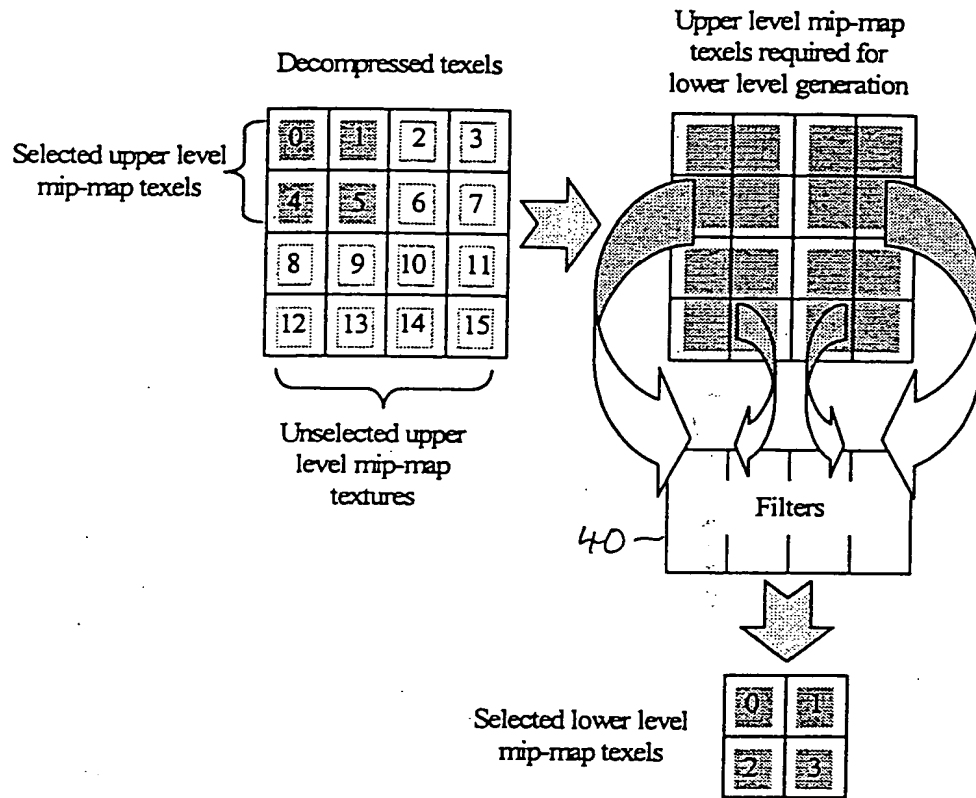 Upper level mip-map
texels required for
lower level generation
Decompressed texels
Selected upper level
mip-map texels
0 1 2 3
4 5 6 7
8 9 10 11
12 13 14 15
Unselected upper
level mip-map
textures
Filters
40
Selected lower level
mip-map texels
0 1
2 3